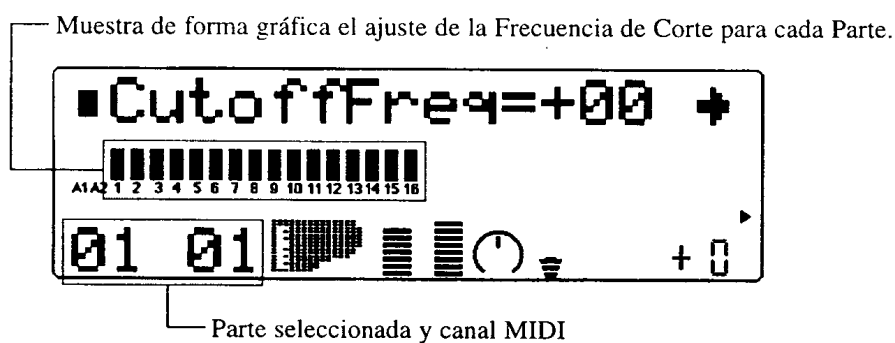 Muestra de forma gráfica el ajuste de la Frecuencia de Corte para cada Parte.
CutoffFreq=+00
A1 A2 1 2 3 4 5 6 7 8 9 10 11 12 13 14 15 16
01 01 + 0
Parte seleccionada y canal MIDI